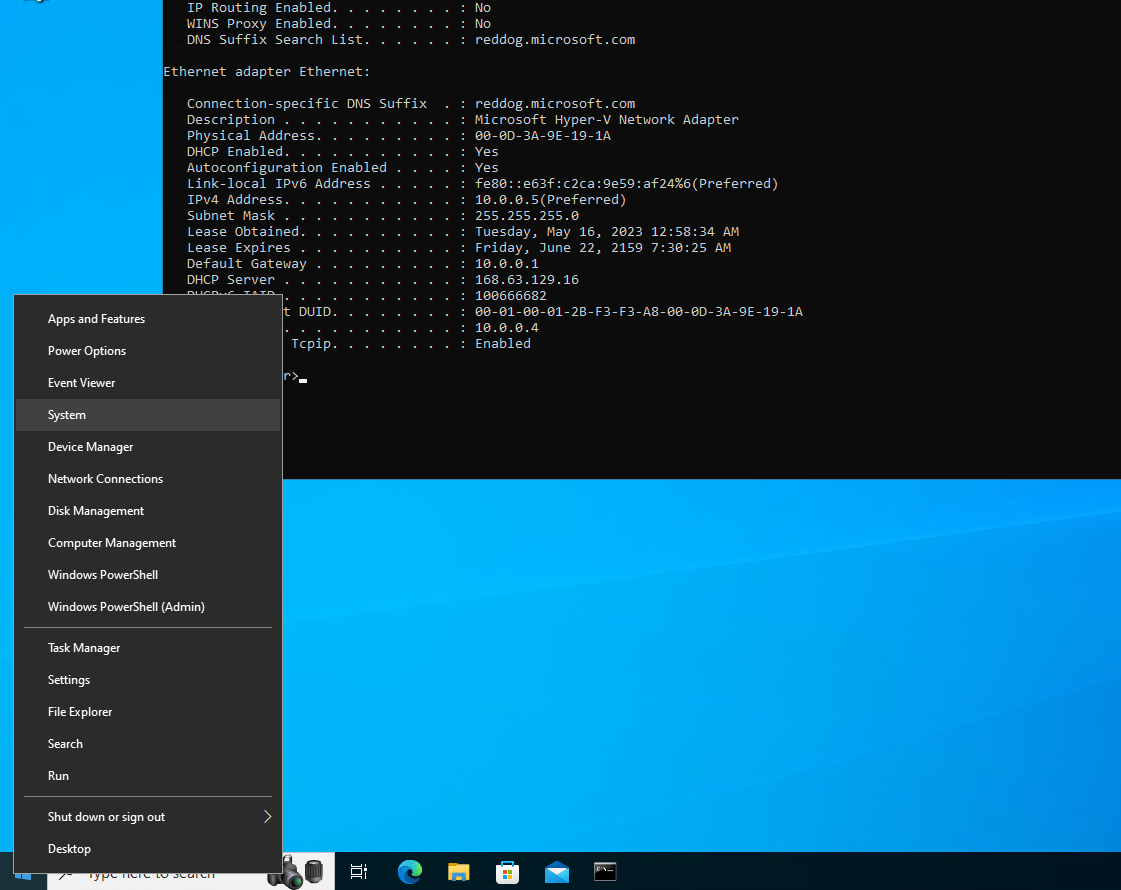 IP Routing Enabled. . . . . . . . : No
WINS Proxy Enabled. . . . . . . . : No
DNS Suffix Search List. . . . . . : reddog.microsoft.com
Ethernet adapter Ethernet:
Connection-specific DNS Suffix  . : reddog.microsoft.com
Description . . . . . . . . . . . : Microsoft Hyper-V Network Adapter
Physical Address. . . . . . . . . : 00-0D-3A-9E-19-1A
DHCP Enabled. . . . . . . . . . . : Yes
Autoconfiguration Enabled . . . . : Yes
Link-local IPv6 Address . . . . . : fe80::e63f:c2ca:9e59:af24%6(Preferred)
IPv4 Address. . . . . . . . . . . : 10.0.0.5(Preferred)
Subnet Mask . . . . . . . . . . . : 255.255.255.0
Lease Obtained. . . . . . . . . . : Tuesday, May 16, 2023 12:58:34 AM
Lease Expires . . . . . . . . . . : Friday, June 22, 2159 7:30:25 AM
Default Gateway . . . . . . . . . : 10.0.0.1
DHCP Server . . . . . . . . . . . : 168.63.129.16
DHCPv6 IAID . . . . . . . . . . . : 100666682
t DUID. . . . . . . . : 00-01-00-01-2B-F3-F3-A8-00-0D-3A-9E-19-1A
. . . . . . . . . . . : 10.0.0.4
Tcpip. . . . . . . . : Enabled
r>
Apps and Features
Power Options
Event Viewer
System
Device Manager
Network Connections
Disk Management
Computer Management
Windows PowerShell
Windows PowerShell (Admin)
Task Manager
Settings
File Explorer
Search
Run
Shut down or sign out
Desktop
Type here to search